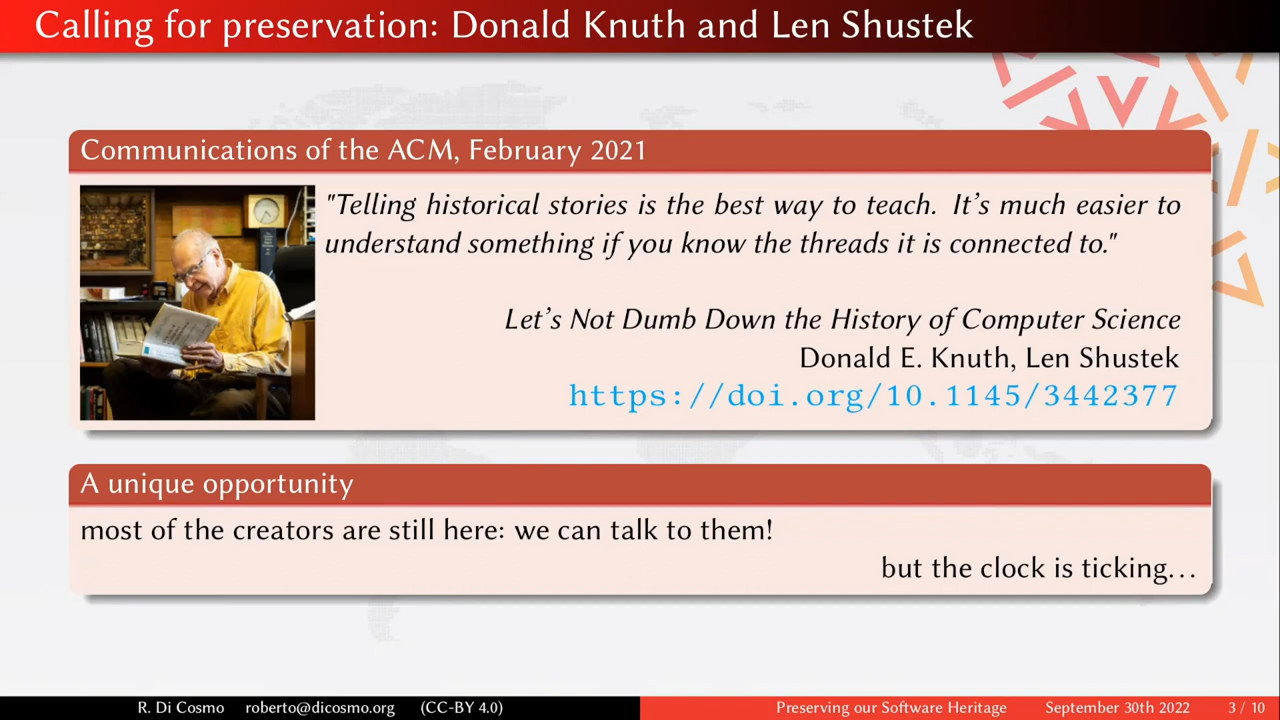 Calling for preservation: Donald Knuth and Len Shustek
Communications of the ACM, February 2021
"Telling historical stories is the best way to teach. It's much easier to
understand something if you know the threads it is connected to."
Let's Not Dumb Down the History of Computer Science
Donald E. Knuth, Len Shustek
https://doi.org/10.1145/3442377
A unique opportunity
most of the creators are still here: we can talk to them!
but the clock is ticking...
R. Di Cosmo roberto@dicosmo.org (CC-BY 4.0) Preserving our Software Heritage September 30th 2022 3 / 10